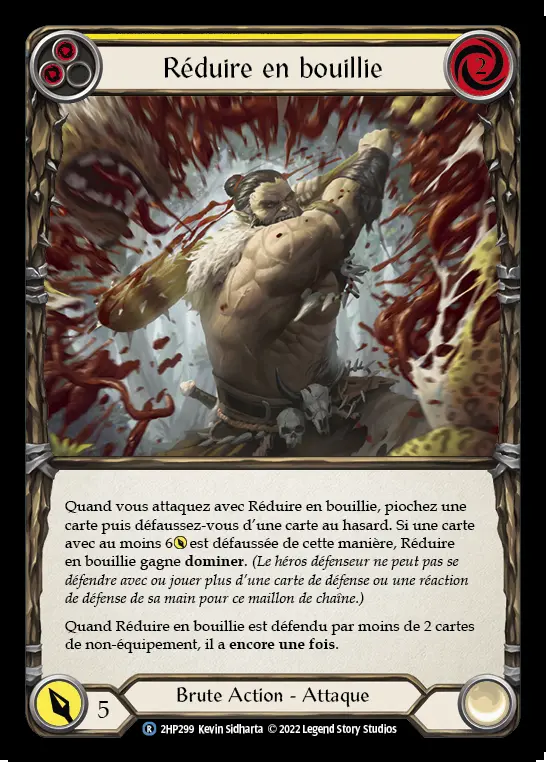 Réduire en bouillie
2
Quand vous attaquez avec Réduire en bouillie, piochez une
carte puis défaussez-vous d'une carte au hasard. Si une carte
avec au moins 6 est défaussée de cette manière, Réduire
en bouillie gagne dominer. (Le héros défenseur ne peut pas se
défendre avec ou jouer plus d'une carte de défense ou une réaction
de défense de sa main pour ce maillon de chaîne.)
Quand Réduire en bouillie est défendu par moins de 2 cartes
de non-équipement, il a encore une fois.
5
Brute Action - Attaque
R 2HP299 Kevin Sidharta © 2022 Legend Story Studios